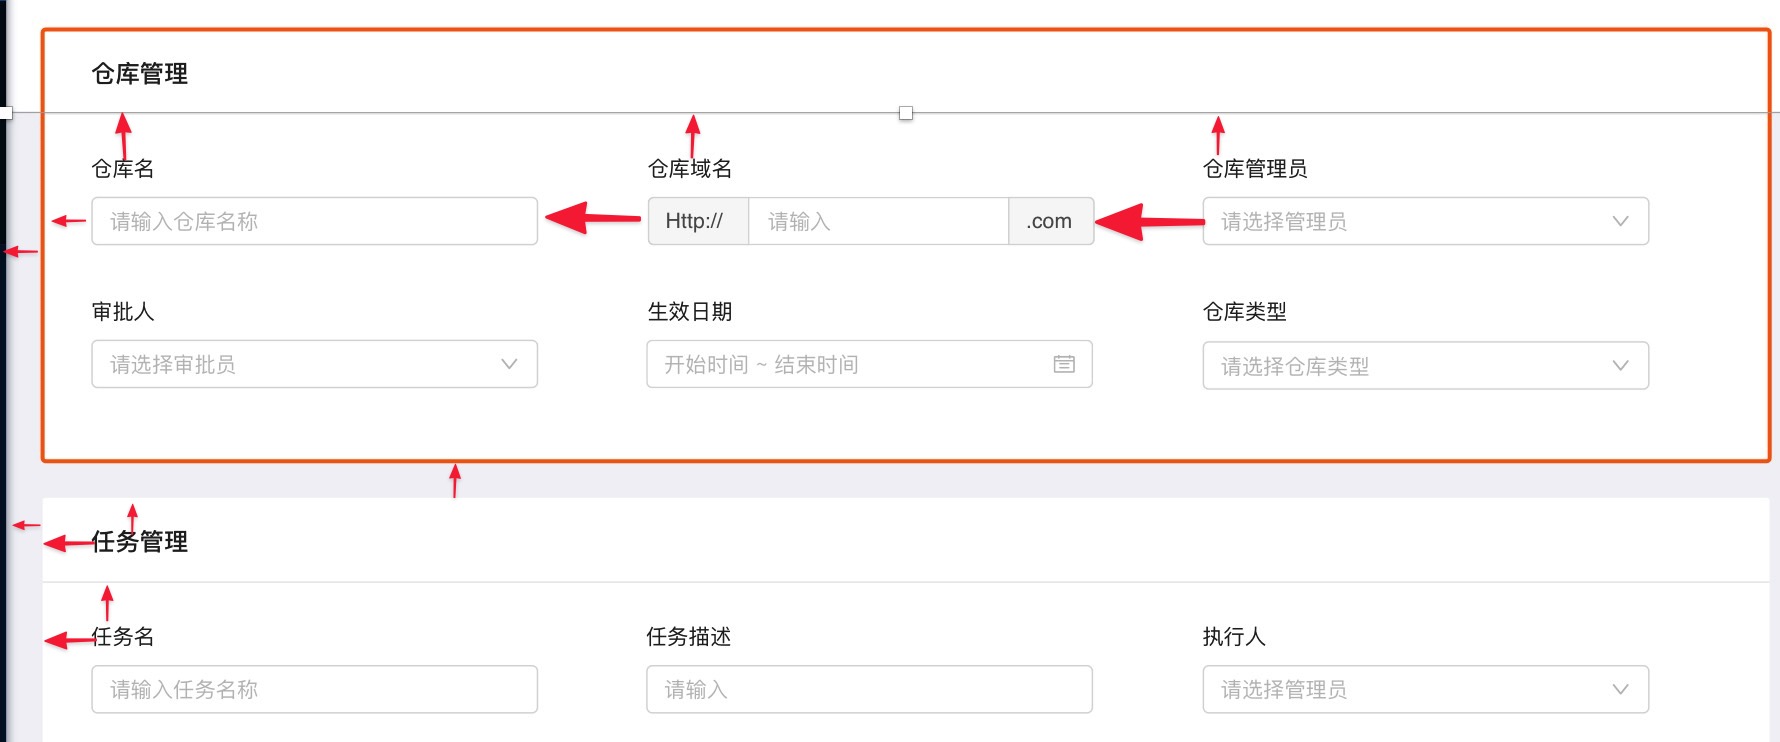 仓库管理
仓库名 仓库域名 仓库管理员
请输入仓库名称 Http:// 请输入 .com 请选择管理员
审批人 生效日期 仓库类型
请选择审批员 开始时间 ~ 结束时间 请选择仓库类型
任务管理
任务名 任务描述 执行人
请输入任务名称 请输入 请选择管理员